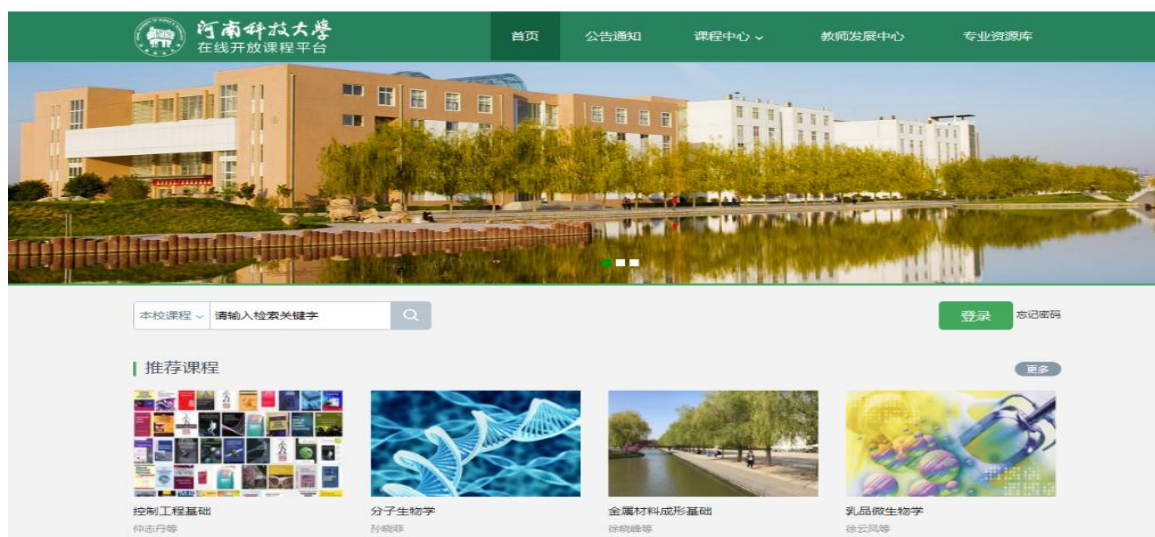 河南科技大學
在线开放课程平台
首页 公告通知 课程中心 教师发展中心 专业资源库
本校课程 请输入检索关键字 登录 忘记密码
推荐课程 更多
控制工程基础 分子生物学 金属材料成形基础 乳品微生物学
仲志丹等 孙晓菲 徐晓峰等 徐云凤等